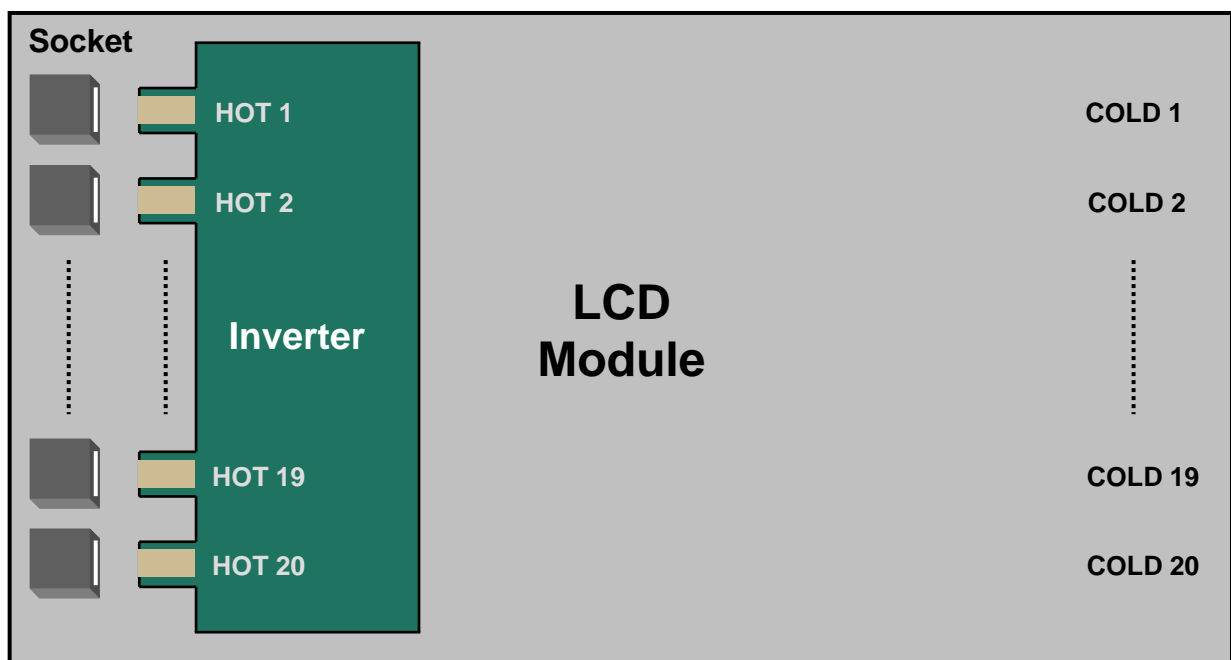 Socket
HOT 1
COLD 1
HOT 2
COLD 2
Inverter
LCD
Module
HOT 19
COLD 19
HOT 20
COLD 20